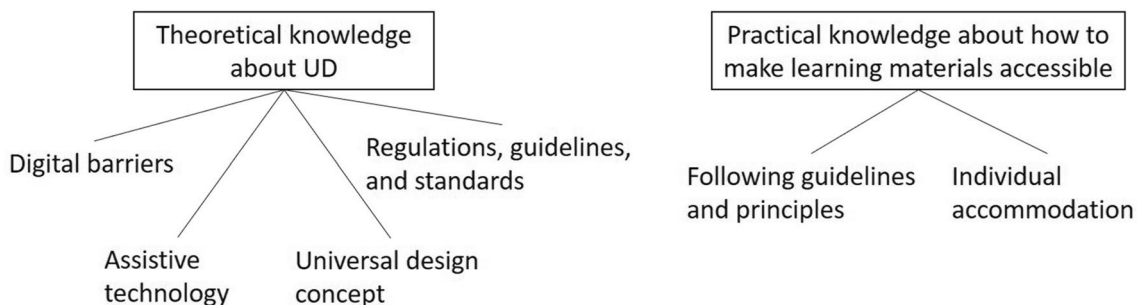 Theoretical knowledge
about UD
Digital barriers
Assistive
technology
Universal design
concept
Regulations, guidelines,
and standards
Practical knowledge about how to
make learning materials accessible
Following guidelines
and principles
Individual
accommodation